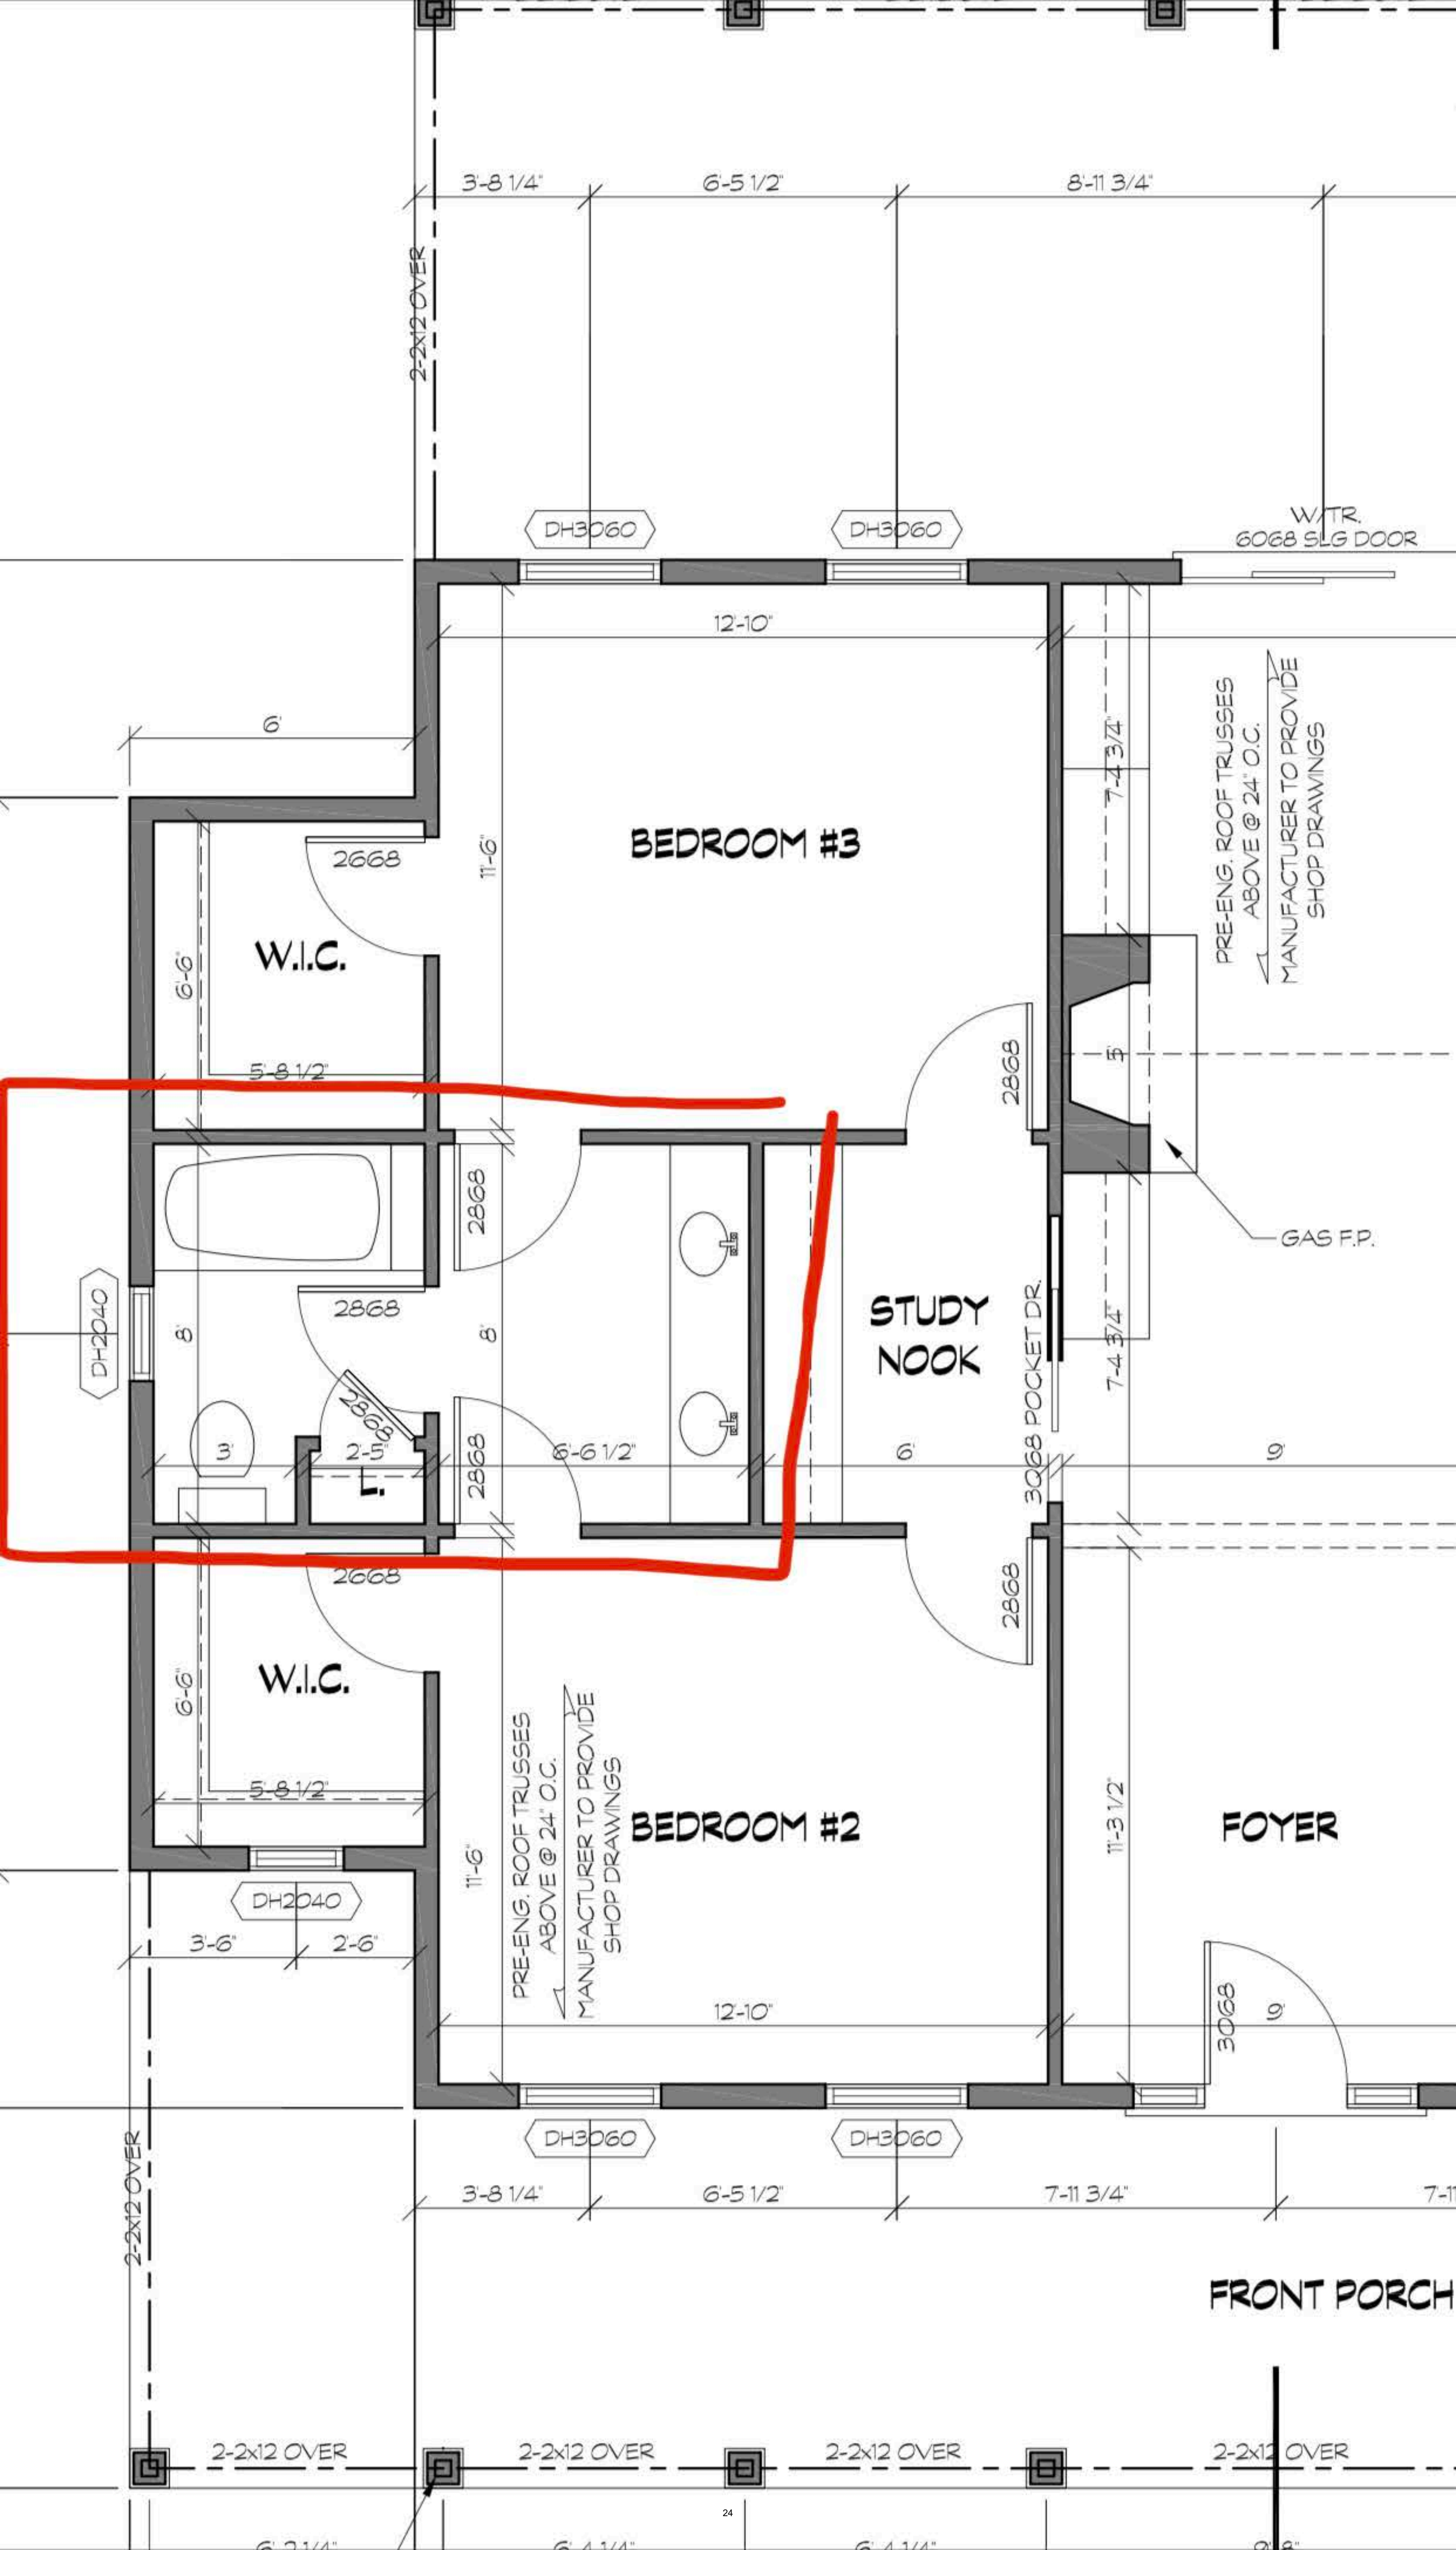 3'-8 1/4"
6'-5 1/2"
8'-11 3/4"
2-2x12 OVER
DH3060
DH3060
W/TR.
6068 SLG DOOR
12'-10"
6'
7'-4 3/4"
PRE-ENG. ROOF TRUSSES
ABOVE @ 24" O.C.
MANUFACTURER TO PROVIDE
SHOP DRAWINGS
2668
11'-6"
BEDROOM #3
W.I.C.
6'-6"
5'-8 1/2"
2868
5'
2868
GAS F.P.
DH2040
8'
2868
8'
STUDY
NOOK
3068 POCKET DR.
7'-4 3/4"
2868
3'
2'-5"
L.
2868
6'-6 1/2"
6'
9'
2668
2868
W.I.C.
6'-6"
5'-8 1/2"
PRE-ENG. ROOF TRUSSES
ABOVE @ 24" O.C.
MANUFACTURER TO PROVIDE
SHOP DRAWINGS
11'-6"
BEDROOM #2
11'-3 1/2"
FOYER
DH2040
3'-6"
2'-6"
12'-10"
3068
9'
DH3060
DH3060
2-2x12 OVER
3'-8 1/4"
6'-5 1/2"
7'-11 3/4"
FRONT PORCH
2-2x12 OVER
2-2x12 OVER
2-2x12 OVER
2-2x12 OVER
24